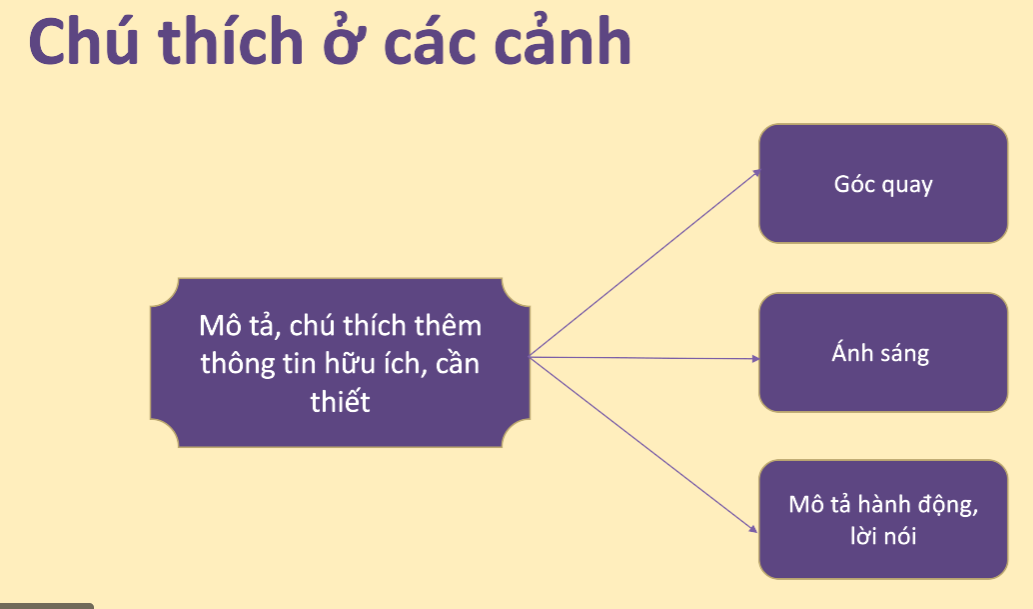 Chú thích ở các cảnh
Góc quay
Mô tả, chú thích thêm
thông tin hữu ích, cần
thiết
Ánh sáng
Mô tả hành động,
lời nói